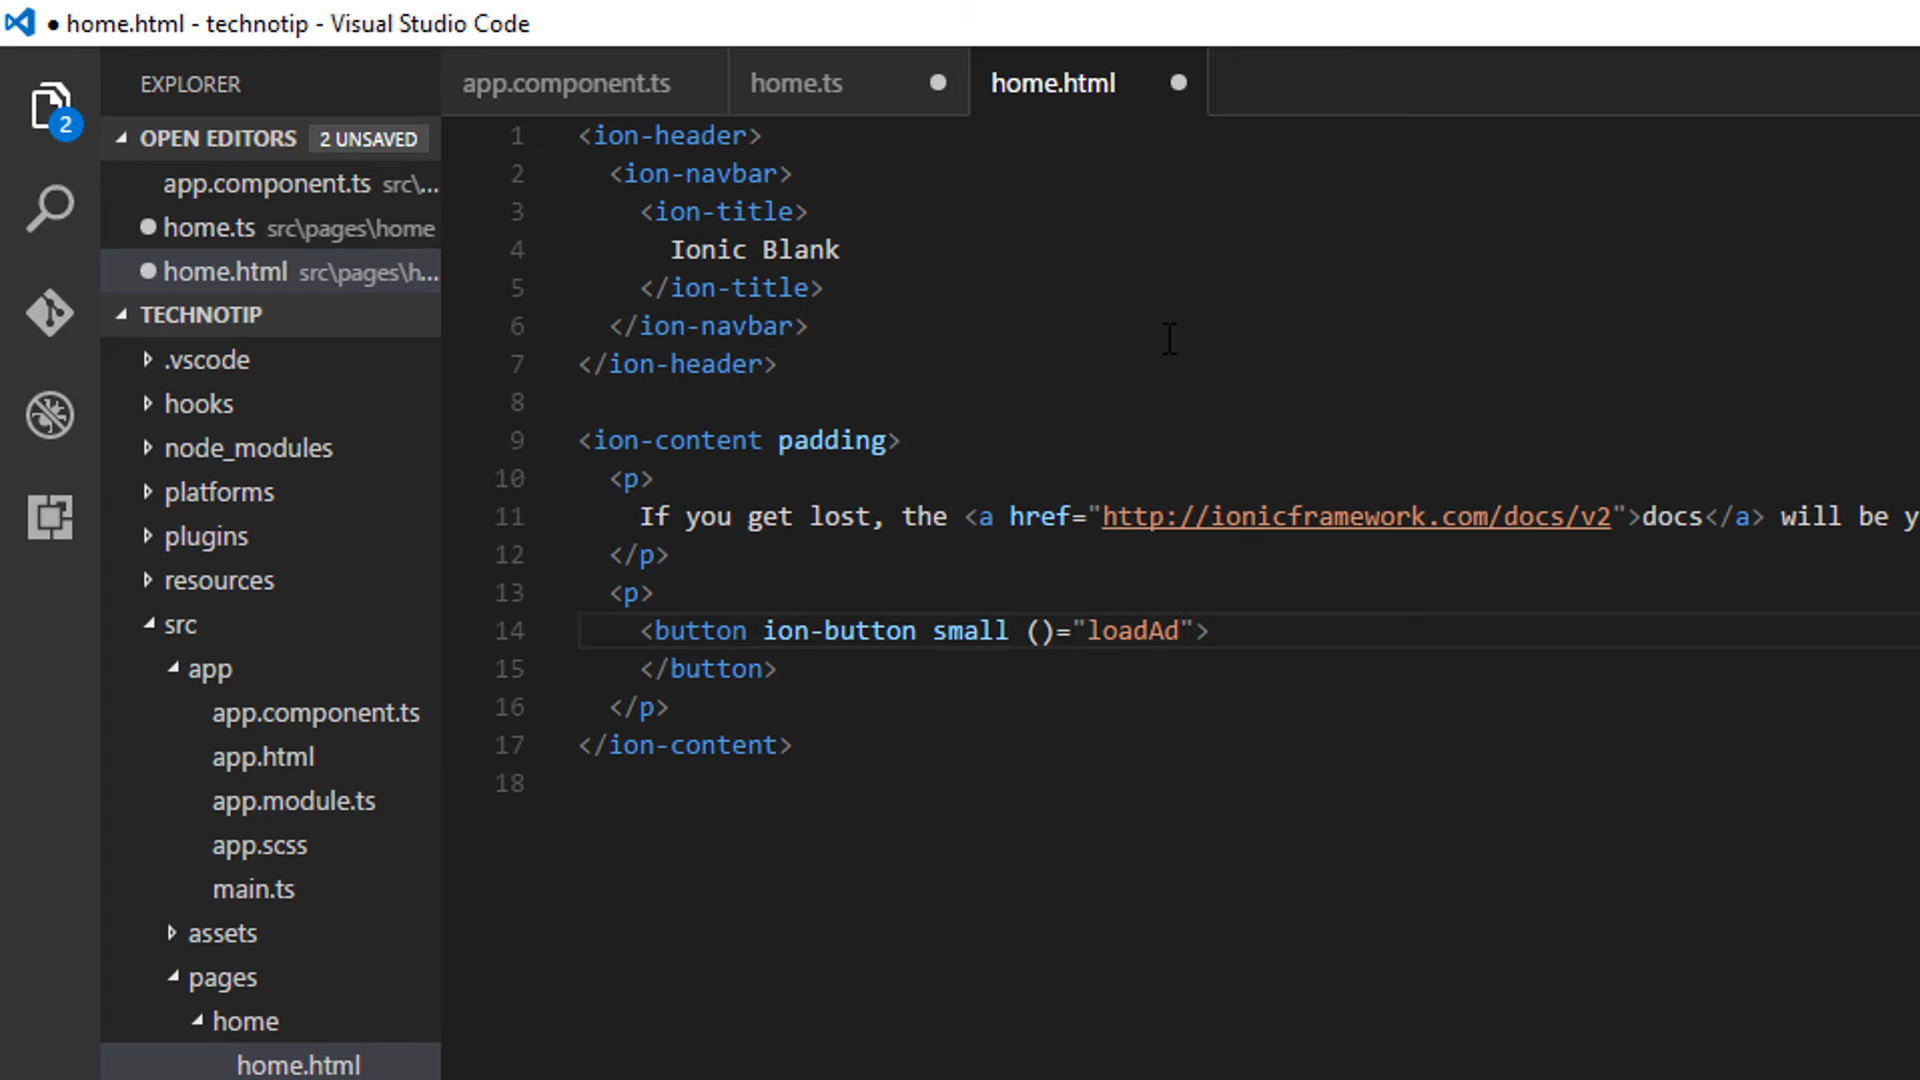 ● home.html - technotip - Visual Studio Code
EXPLORER
2
OPEN EDITORS 2 UNSAVED
app.component.ts src\...
home.ts src\pages\home
home.html src\pages\h...
TECHNOTIP
.vscode
hooks
node_modules
platforms
plugins
resources
src
app
app.component.ts
app.html
app.module.ts
app.scss
main.ts
assets
pages
home
home.html
app.component.ts home.ts home.html
1 <ion-header>
2 <ion-navbar>
3 <ion-title>
4 Ionic Blank
5 </ion-title>
6 </ion-navbar>
7 </ion-header>
8
9 <ion-content padding>
10 <p>
11 If you get lost, the <a href="http://ionicframework.com/docs/v2">docs</a> will be y
12 </p>
13 <p>
14 <button ion-button small ()="loadAd">
15 </button>
16 </p>
17 </ion-content>
18